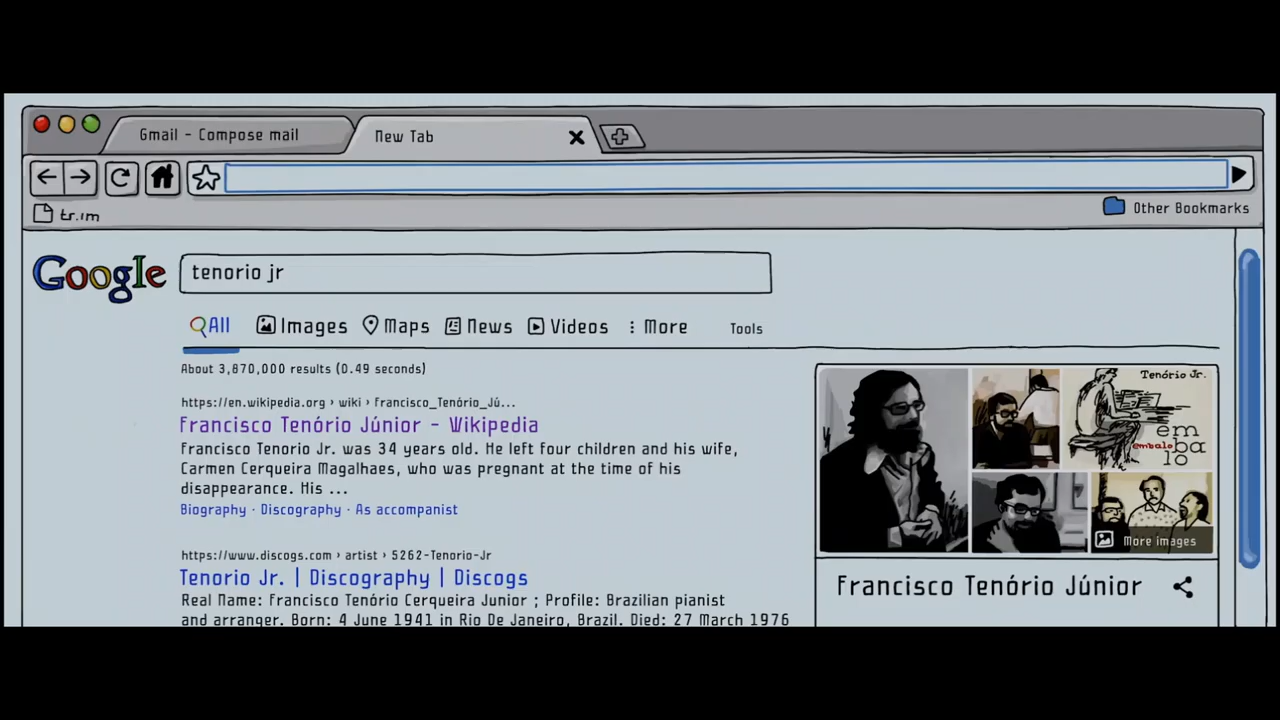 Gmail - Compose mail
New Tab
tr.im
Other Bookmarks
Google
tenorio jr
All Images Maps News Videos More Tools
About 3,870,000 results (0.49 seconds)
https://en.wikipedia.org › wiki › francisco_Tenório_Jú...
Francisco Tenório Júnior - Wikipedia
Francisco Tenorio Jr. was 34 years old. He left four children and his wife,
Carmen Cerqueira Magalhaes, who was pregnant at the time of his
disappearance. His ...
Biography · Discography · As accompanist
https://www.discogs.com › artist › 5262-Tenorio-Jr
Tenorio Jr. | Discography | Discogs
Real Name: Francisco Tenório Cerqueira Junior ; Profile: Brazilian pianist
and arranger. Born: 4 June 1941 in Rio De Janeiro, Brazil. Died: 27 March 1976
Tenório Jr.
em
embalo ba
lo
More images
Francisco Tenório Júnior